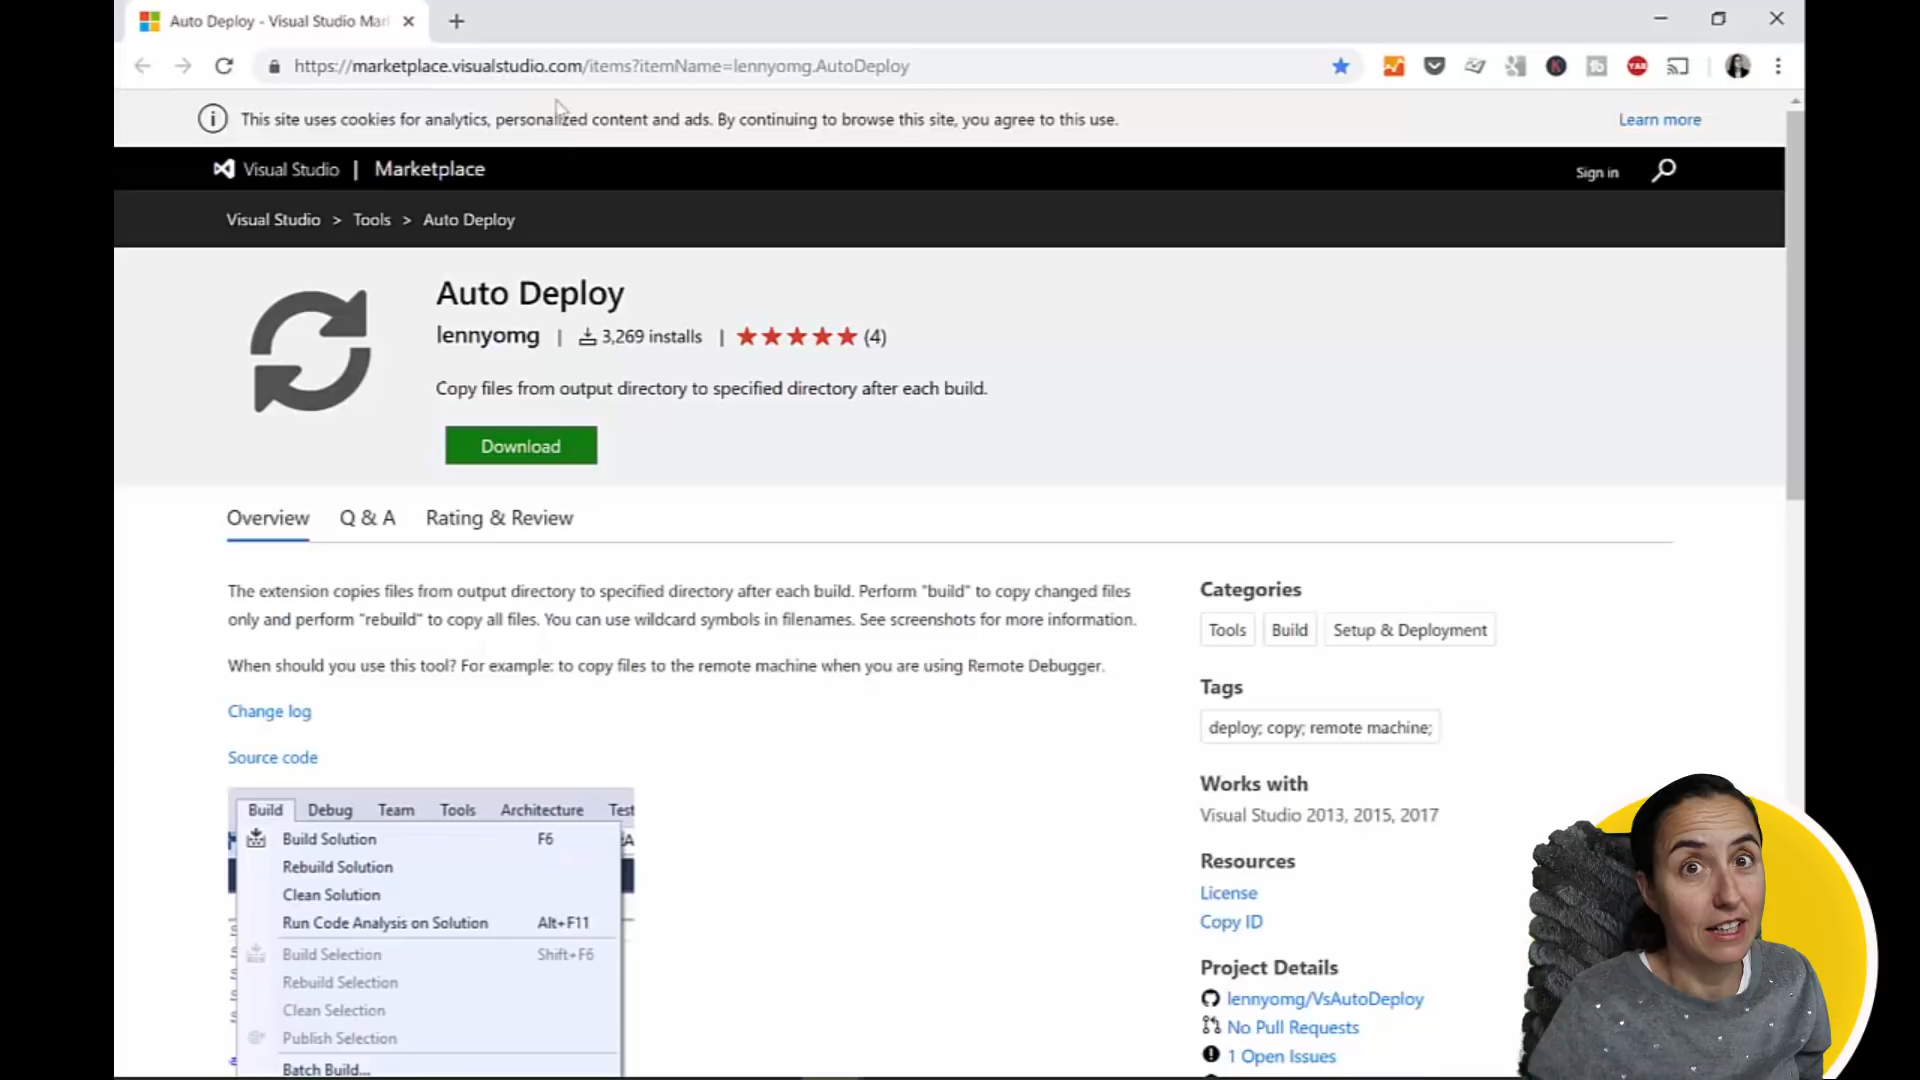 Auto Deploy - Visual Studio Mar
https://marketplace.visualstudio.com/items?itemName=lennyomg.AutoDeploy
This site uses cookies for analytics, personalized content and ads. By continuing to browse this site, you agree to this use.
Learn more
Visual Studio | Marketplace
Sign in
Visual Studio > Tools > Auto Deploy
Auto Deploy
lennyomg | 3,269 installs | (4)
Copy files from output directory to specified directory after each build.
Download
Overview Q & A Rating & Review
The extension copies files from output directory to specified directory after each build. Perform "build" to copy changed files
only and perform "rebuild" to copy all files. You can use wildcard symbols in filenames. See screenshots for more information.
When should you use this tool? For example: to copy files to the remote machine when you are using Remote Debugger.
Change log
Source code
Build Debug Team Tools Architecture Test
Build Solution F6
Rebuild Solution
Clean Solution
Run Code Analysis on Solution Alt+F11
Build Selection Shift+F6
Rebuild Selection
Clean Selection
Publish Selection
Batch Build...
Categories
Tools Build Setup & Deployment
Tags
deploy; copy; remote machine;
Works with
Visual Studio 2013, 2015, 2017
Resources
License
Copy ID
Project Details
lennyomg/VsAutoDeploy
No Pull Requests
1 Open Issues